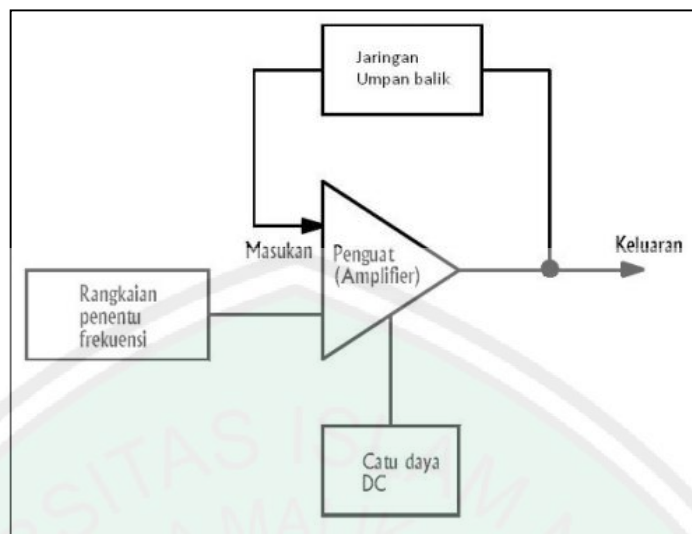 Jaringan
Umpan balik
Masukan
Penguat
(Amplifier)
Keluaran
Rangkaian
penentu
frekuensi
Catu daya
DC